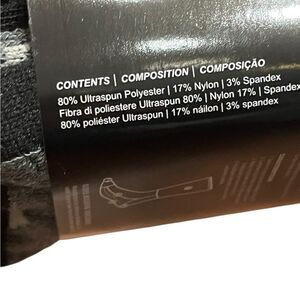 CONTENTS | COMPOSITION | COMPOSIÇÃO
80% Ultraspun Polyester | 17% Nylon | 3% Spandex
Fibra di poliestere Ultraspun 80% | Nylon 17% | Spandex
80% poliéster Ultraspun | 17% náilon | 3% spandex